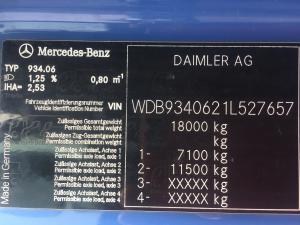 Mercedes-Benz
DAIMLER AG
TYP 934.06
1,25 % 0,80 m⁻¹
IHA= 2,53
Fahrzeugidentifizierungsnummer
Vehicle Identification Number
VIN WDB9340621L527657
Zulässiges Gesamtgewicht
Permissible total weight
18000 kg
Zulässiges Zug-Gesamtgewicht
Permissible combination weight
kg
Zulässige Achslast, Achse 1
Permissible axle load, axle 1
1- 7100 kg
Zulässige Achslast, Achse 2
Permissible axle load, axle 2
2- 11500 kg
Zulässige Achslast, Achse 3
Permissible axle load, axle 3
3- XXXXX kg
Zulässige Achslast, Achse 4
Permissible axle load, axle 4
4- XXXXX kg
Made in Germany